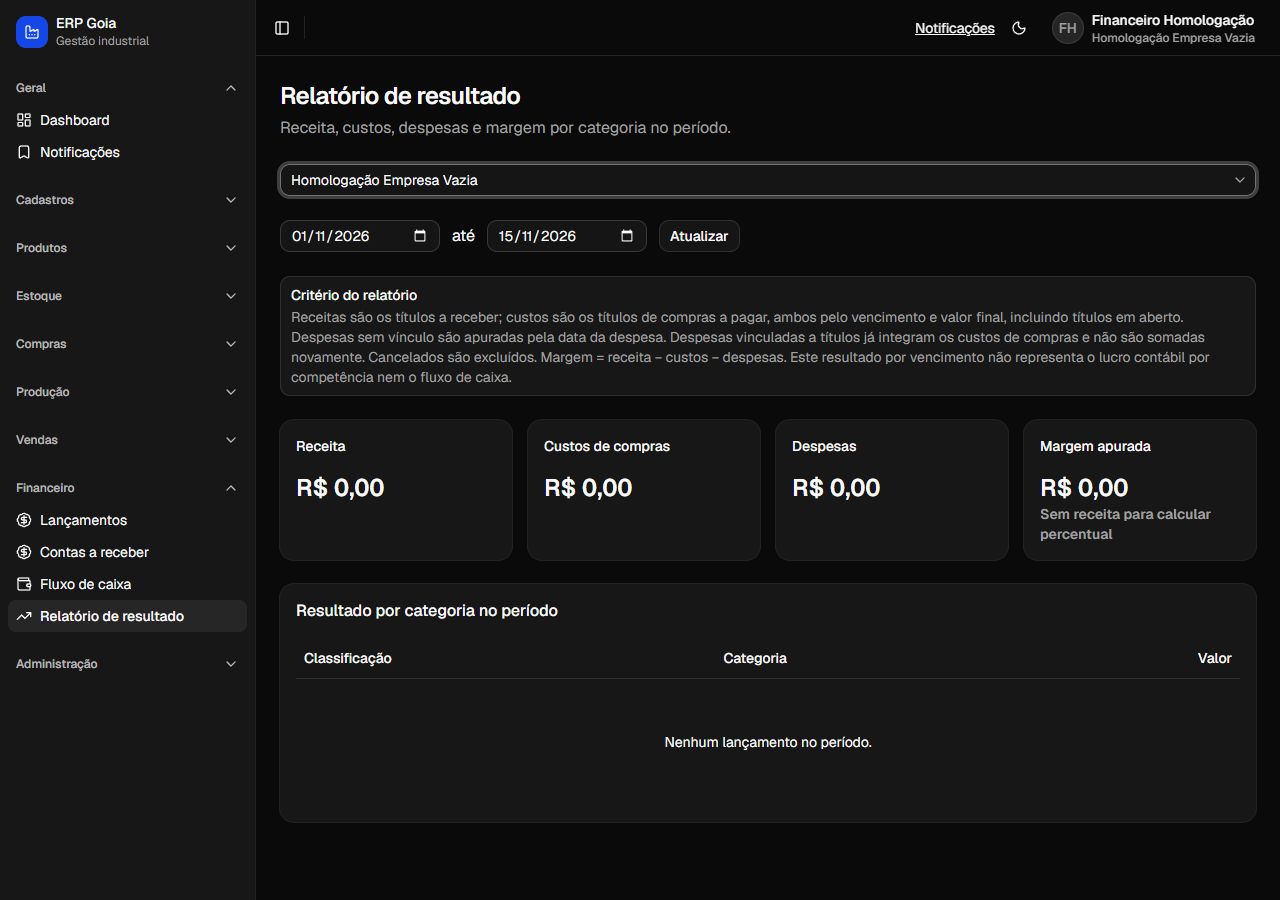 ERP Goia
Gestão industrial
Geral
Dashboard
Notificações
Cadastros
Produtos
Estoque
Compras
Produção
Vendas
Financeiro
Lançamentos
Contas a receber
Fluxo de caixa
Relatório de resultado
Administração
Notificações
FH
Financeiro Homologação
Homologação Empresa Vazia
Relatório de resultado
Receita, custos, despesas e margem por categoria no período.
Homologação Empresa Vazia
01/11/2026 até 15/11/2026 Atualizar
Critério do relatório
Receitas são os títulos a receber; custos são os títulos de compras a pagar, ambos pelo vencimento e valor final, incluindo títulos em aberto.
Despesas sem vínculo são apuradas pela data da despesa. Despesas vinculadas a títulos já integram os custos de compras e não são somadas
novamente. Cancelados são excluídos. Margem = receita – custos – despesas. Este resultado por vencimento não representa o lucro contábil por
competência nem o fluxo de caixa.
Receita
R$ 0,00
Custos de compras
R$ 0,00
Despesas
R$ 0,00
Margem apurada
R$ 0,00
Sem receita para calcular
percentual
Resultado por categoria no período
Classificação Categoria Valor
Nenhum lançamento no período.